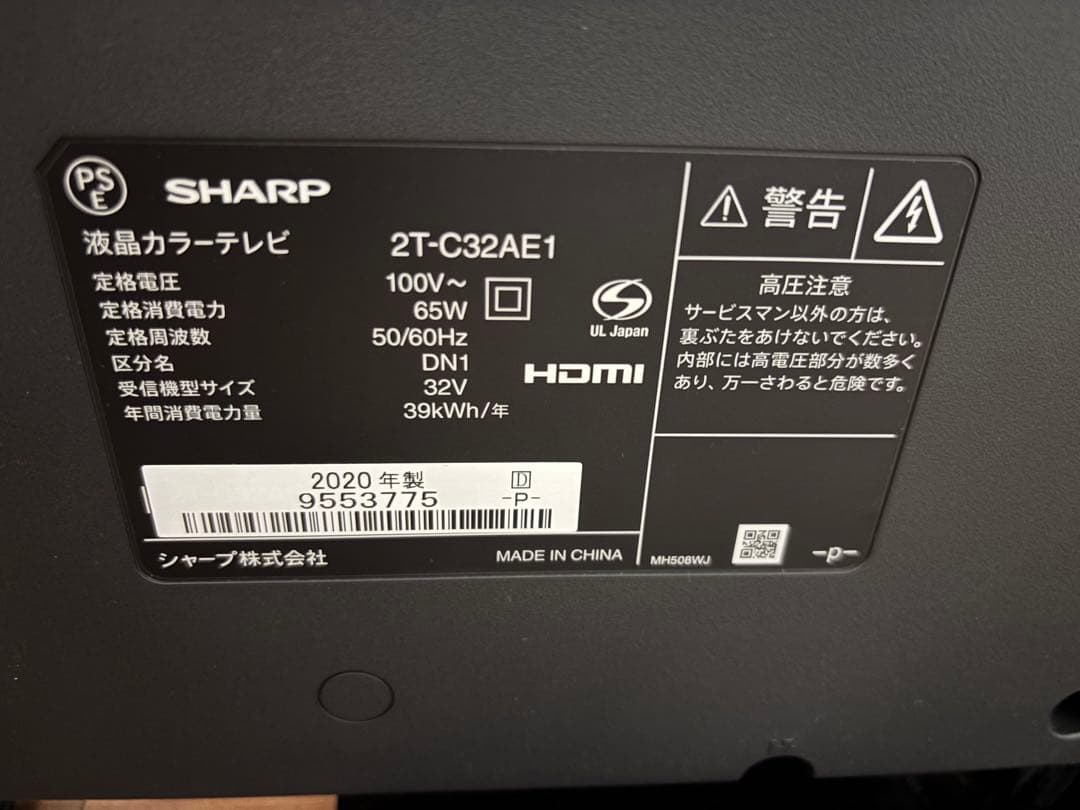 PS
E
SHARP
液晶カラーテレビ 2T-C32AE1
定格電圧 100V~
定格消費電力 65W
定格周波数 50/60Hz
区分名 DN1
受信機型サイズ 32V
年間消費電力量 39kWh/年
UL Japan
HDMI
2020年製 D
9553775 -P-
シャープ株式会社 MADE IN CHINA
警告
高圧注意
サービスマン以外の方は、
裏ぶたをあけないでください。
内部には高電圧部分が数多く
あり、万一さわると危険です。
MH508WJ -p-